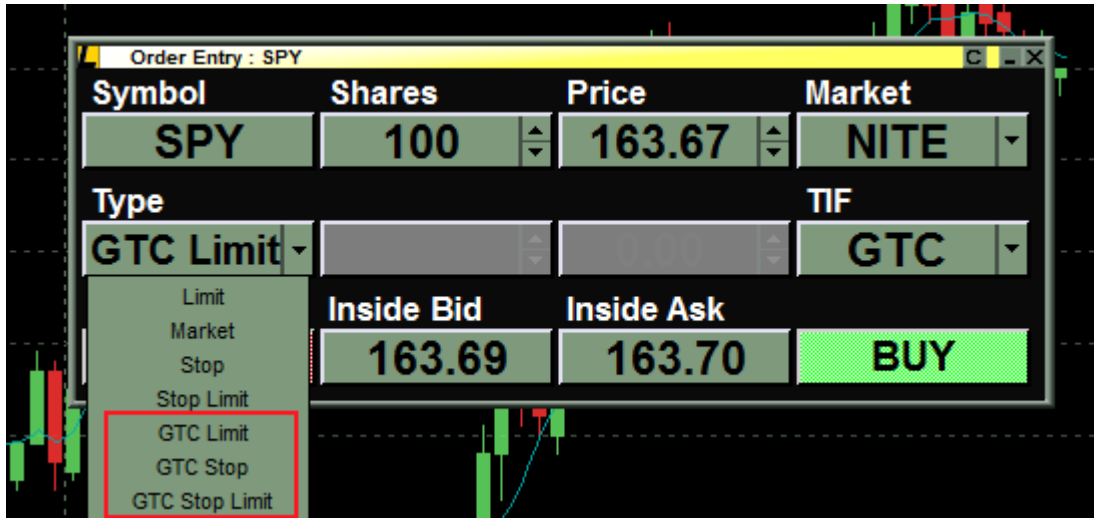 Order Entry : SPY
C
Symbol Shares Price Market
SPY 100 163.67 NITE
Type TIF
GTC Limit 0.00 GTC
Limit
Market
Stop
Stop Limit
GTC Limit
GTC Stop
GTC Stop Limit
Inside Bid Inside Ask
163.69 163.70 BUY